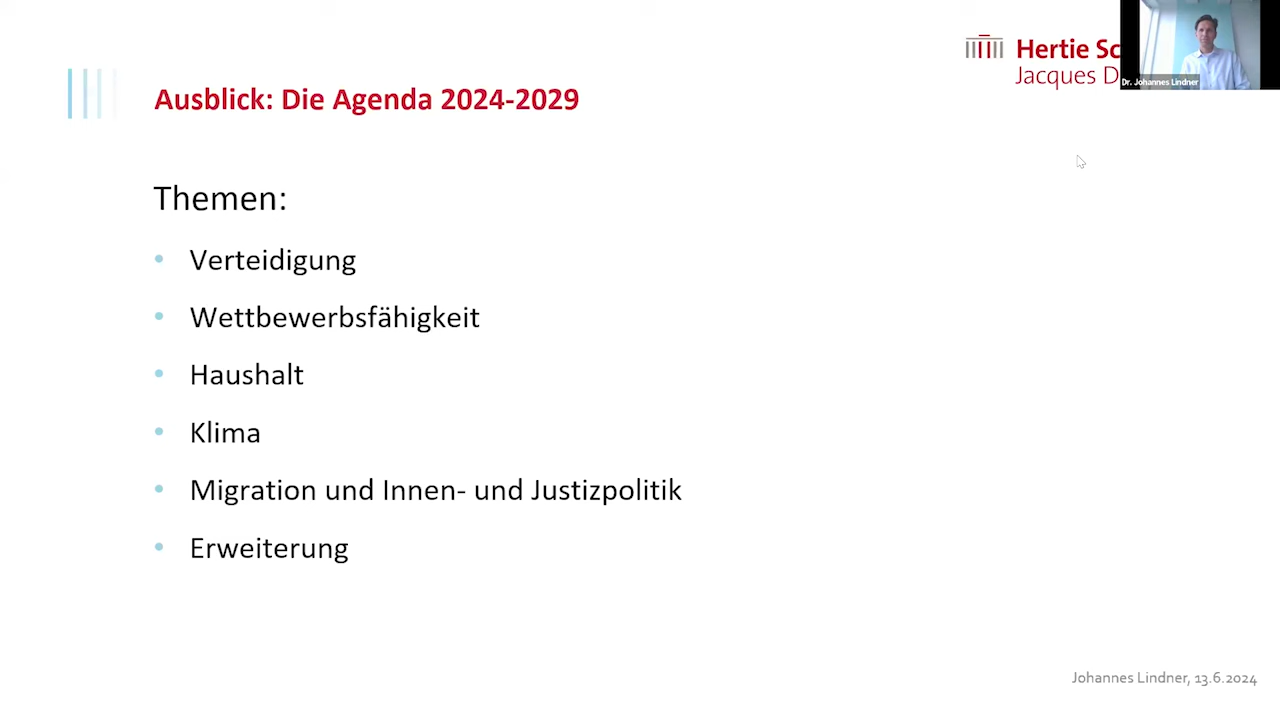 Hertie Sc
Jacques D
Dr. Johannes Lindner
Ausblick: Die Agenda 2024-2029
Themen:
• Verteidigung
• Wettbewerbsfähigkeit
• Haushalt
• Klima
• Migration und Innen- und Justizpolitik
• Erweiterung
Johannes Lindner, 13.6.2024